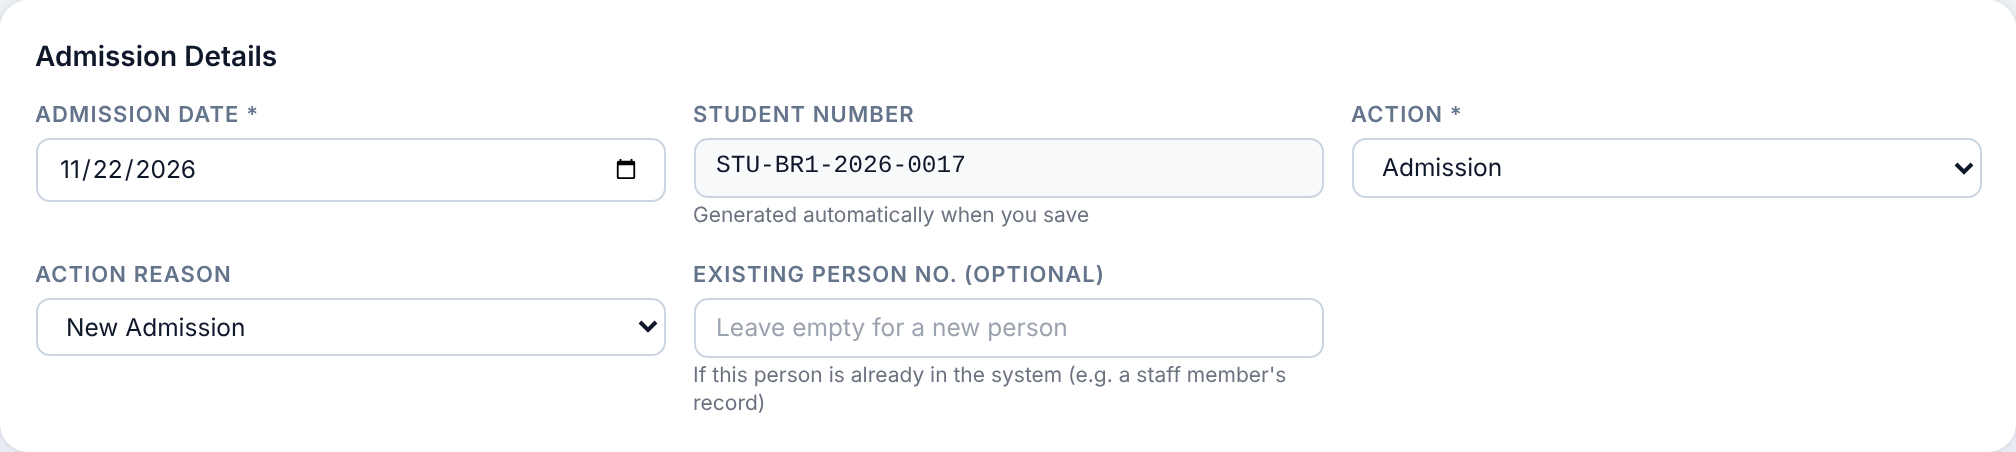 Admission Details
ADMISSION DATE *
STUDENT NUMBER
ACTION *
11/22/2026
STU-BR1-2026-0017
Admission
Generated automatically when you save
ACTION REASON
EXISTING PERSON NO. (OPTIONAL)
New Admission
Leave empty for a new person
If this person is already in the system (e.g. a staff member's
record)